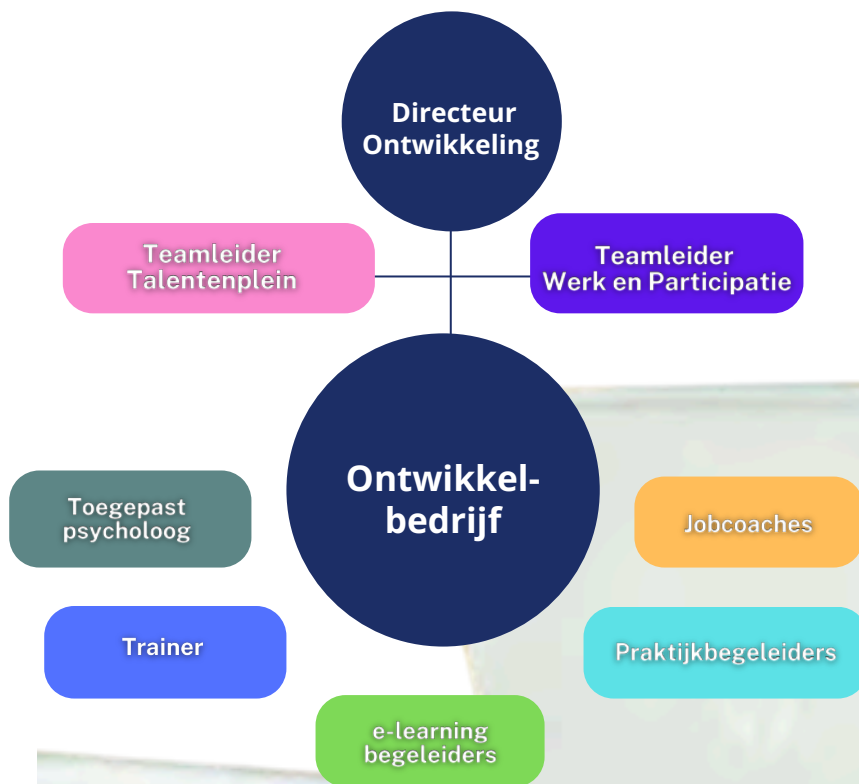 Directeur
Ontwikkeling
Teamleider
Talentenplein
Teamleider
Werk en Participatie
Ontwikkel-
bedrijf
Toegepast
psycholoog
Jobcoaches
Trainer
Praktijkbegeleiders
e-learning
begeleiders